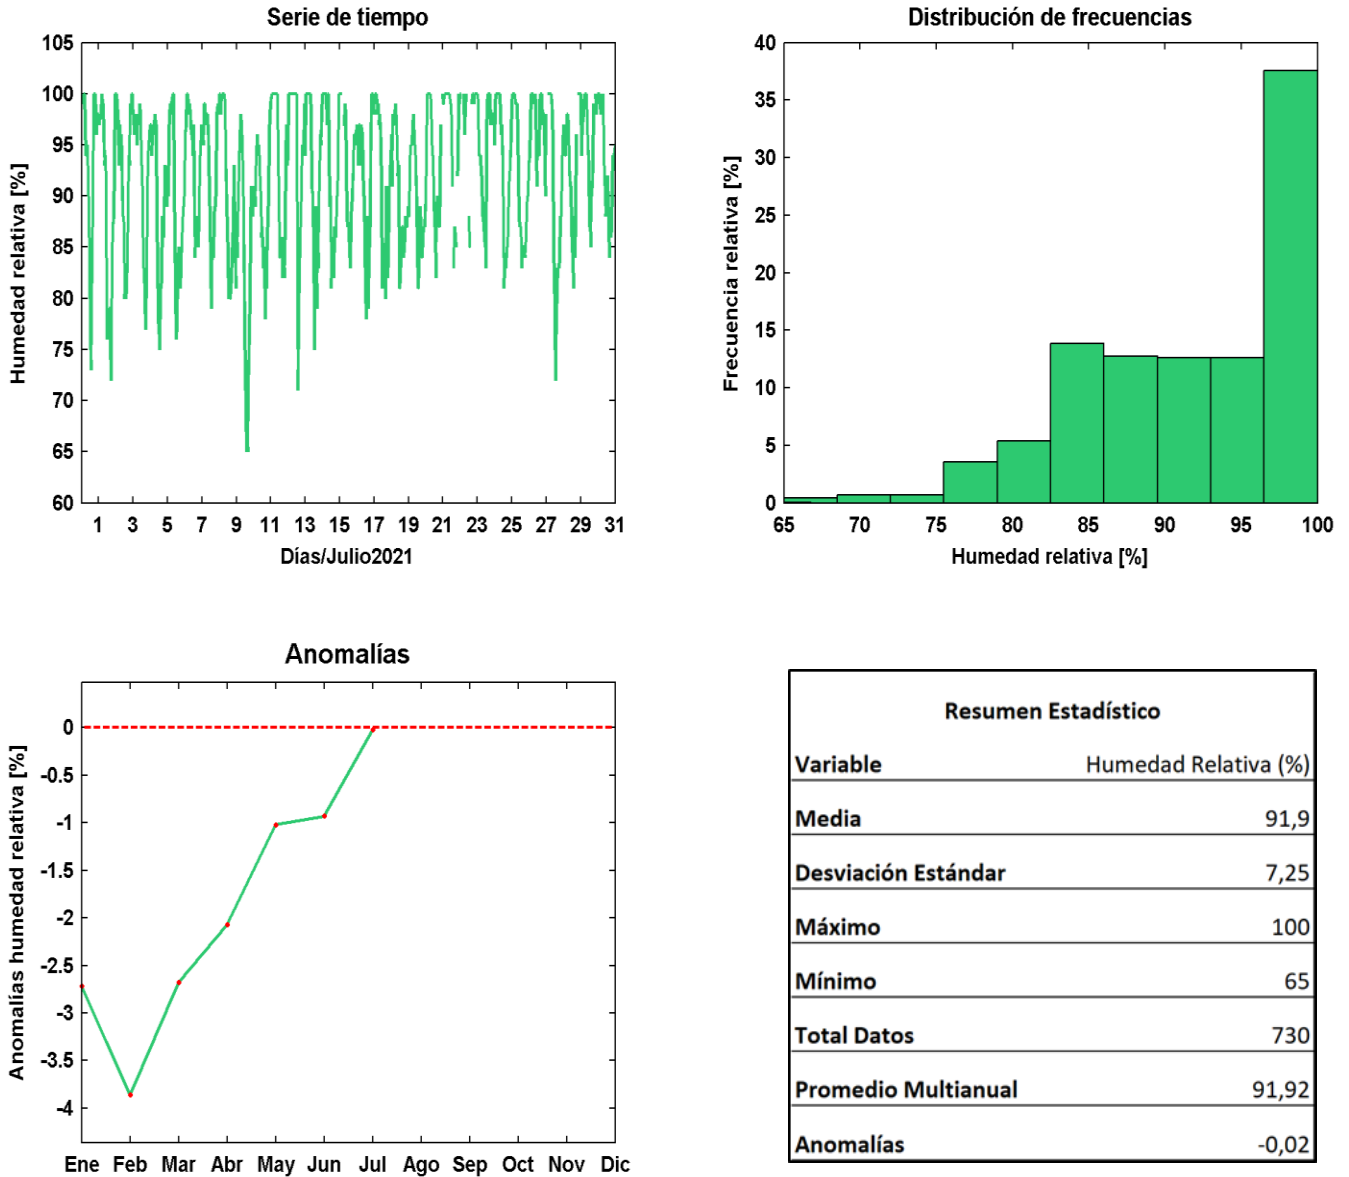 Serie de tiempo
105
100
95
90
85
80
75
70
65
60
Humedad relativa [%]
1 3 5 7 9 11 13 15 17 19 21 23 25 27 29 31
Días/Julio2021
Distribución de frecuencias
40
35
30
25
20
15
10
5
0
Frecuencia relativa [%]
65 70 75 80 85 90 95 100
Humedad relativa [%]
Anomalías
0
-0.5
-1
-1.5
-2
-2.5
-3
-3.5
-4
Anomalías humedad relativa [%]
Ene Feb Mar Abr May Jun Jul Ago Sep Oct Nov Dic
Resumen Estadístico
Variable Humedad Relativa (%)
Media 91,9
Desviación Estándar 7,25
Máximo 100
Mínimo 65
Total Datos 730
Promedio Multianual 91,92
Anomalías -0,02